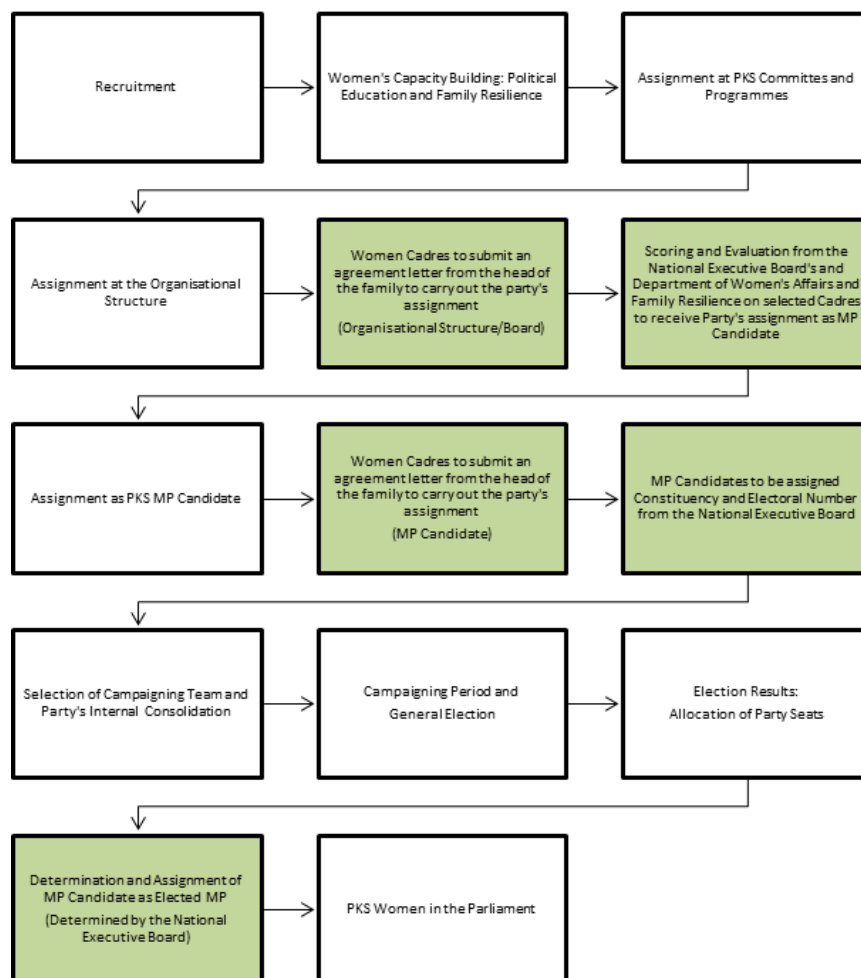 Recruitment
Women's Capacity Building: Political
Education and Family Resilience
Assignment at PKS Committes and
Programmes
Assignment at the Organisational
Structure
Women Cadres to submit an
agreement letter from the head of
the family to carry out the party's
assignment
(Organisational Structure/Board)
Scoring and Evaluation from the
National Executive Board's and
Department of Women's Affairs and
Family Resilience on selected Cadres
to receive Party's assignment as MP
Candidate
Assignment as PKS MP Candidate
Women Cadres to submit an
agreement letter from the head of
the family to carry out the party's
assignment
(MP Candidate)
MP Candidates to be assigned
Constituency and Electoral Number
from the National Executive Board
Selection of Campaigning Team and
Party's Internal Consolidation
Campaigning Period and
General Election
Election Results:
Allocation of Party Seats
Determination and Assignment of
MP Candidate as Elected MP
(Determined by the National
Executive Board)
PKS Women in the Parliament